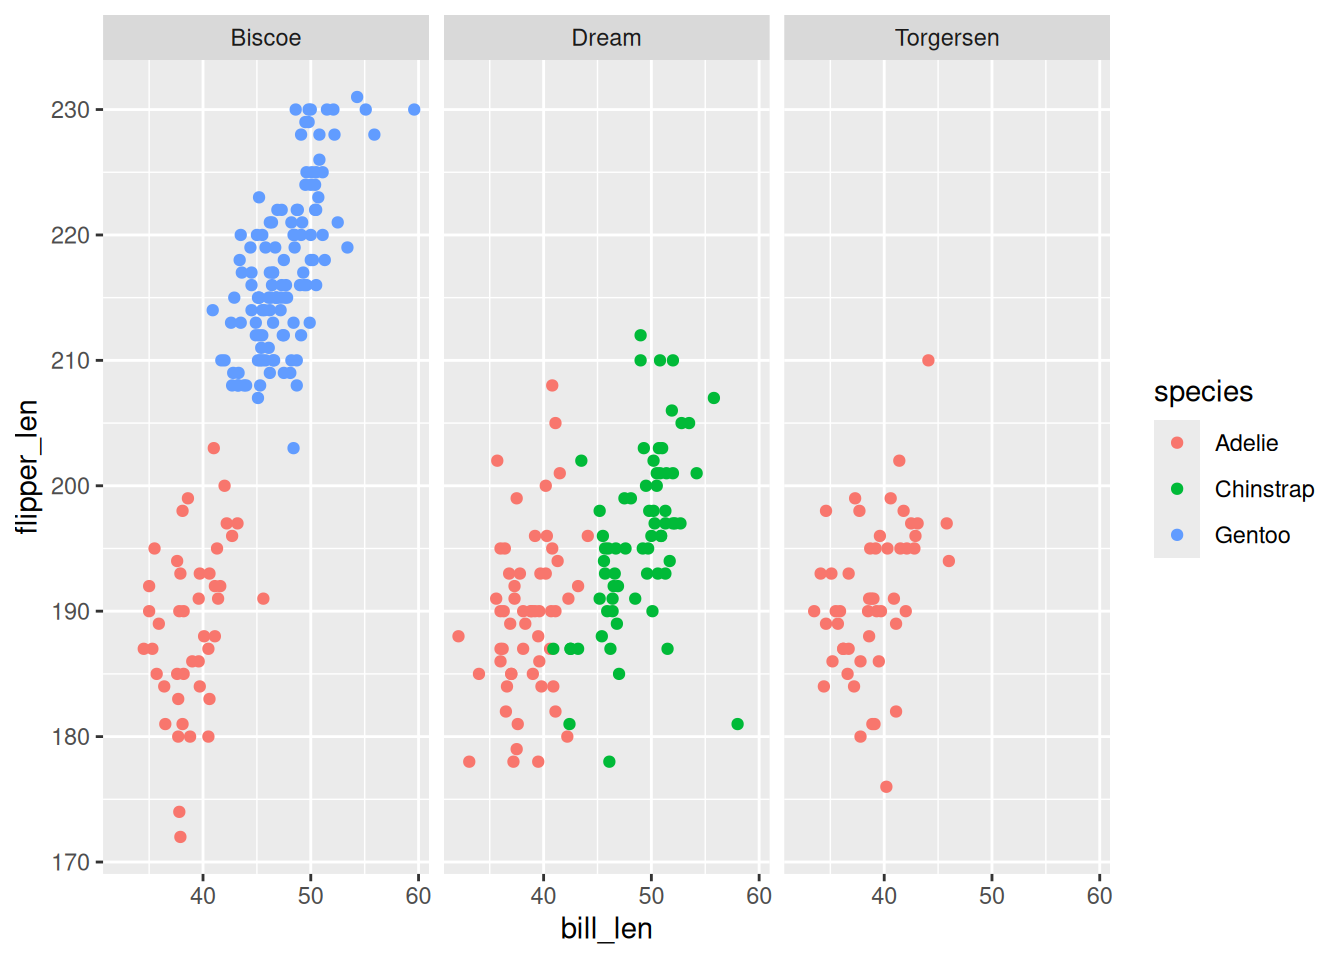 Biscoe Dream Torgersen
230
220
210
200
190
180
170
flipper_len
40 50 60 40 50 60 40 50 60
bill_len
species
Adelie
Chinstrap
Gentoo